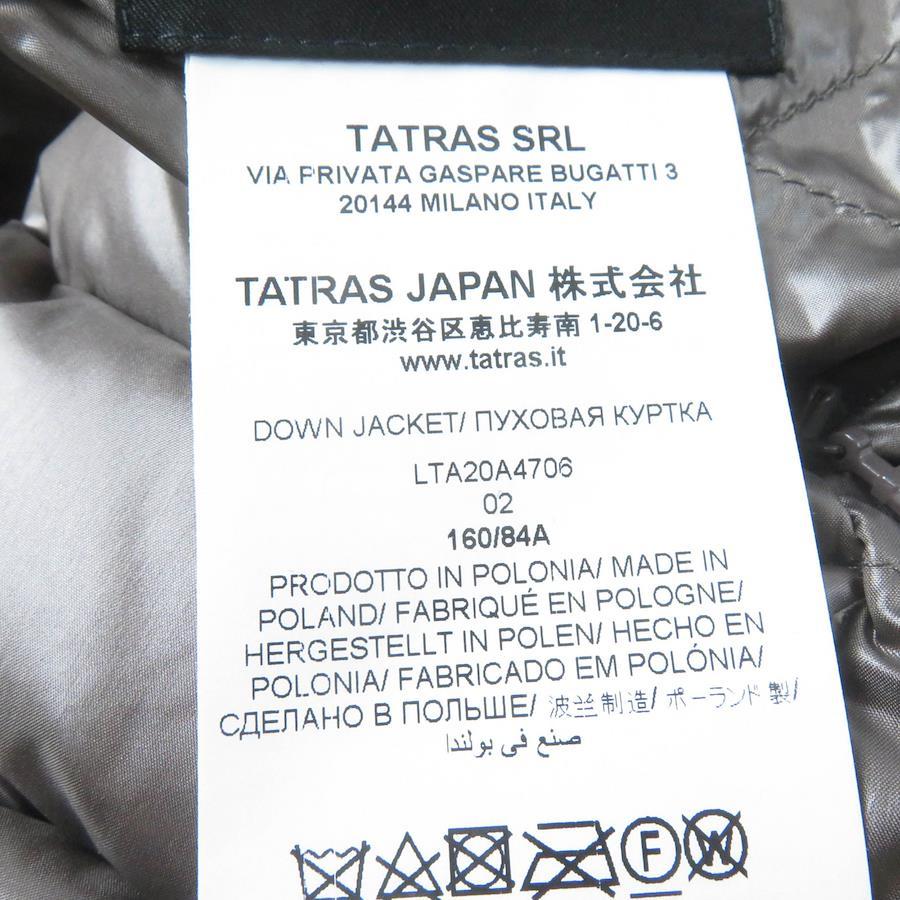 TATRAS SRL
VIA PRIVATA GASPARE BUGATTI 3
20144 MILANO ITALY
TATRAS JAPAN 株式会社
東京都渋谷区恵比寿南 1-20-6
www.tatras.it
DOWN JACKET/ ПУХОВАЯ КУРТКА
LTA20A4706
02
160/84A
PRODOTTO IN POLONIA/ MADE IN
POLAND/ FABRIQUÉ EN POLOGNE/
HERGESTELLT IN POLEN/ HECHO EN
POLONIA/ FABRICADO EM POLÓNIA/
СДЕЛАНО В ПОЛЬШЕ/ 波兰制造/ ポーランド製/
صنع في بولندا
F W